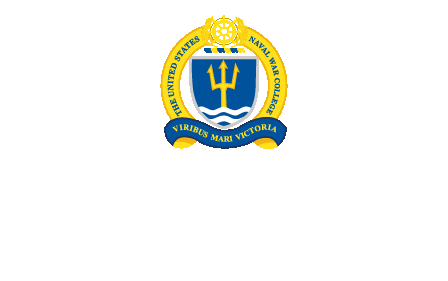 THE UNITED STATES
NAVAL WAR COLLEGE
VIRIBUS MARI VICTORIA